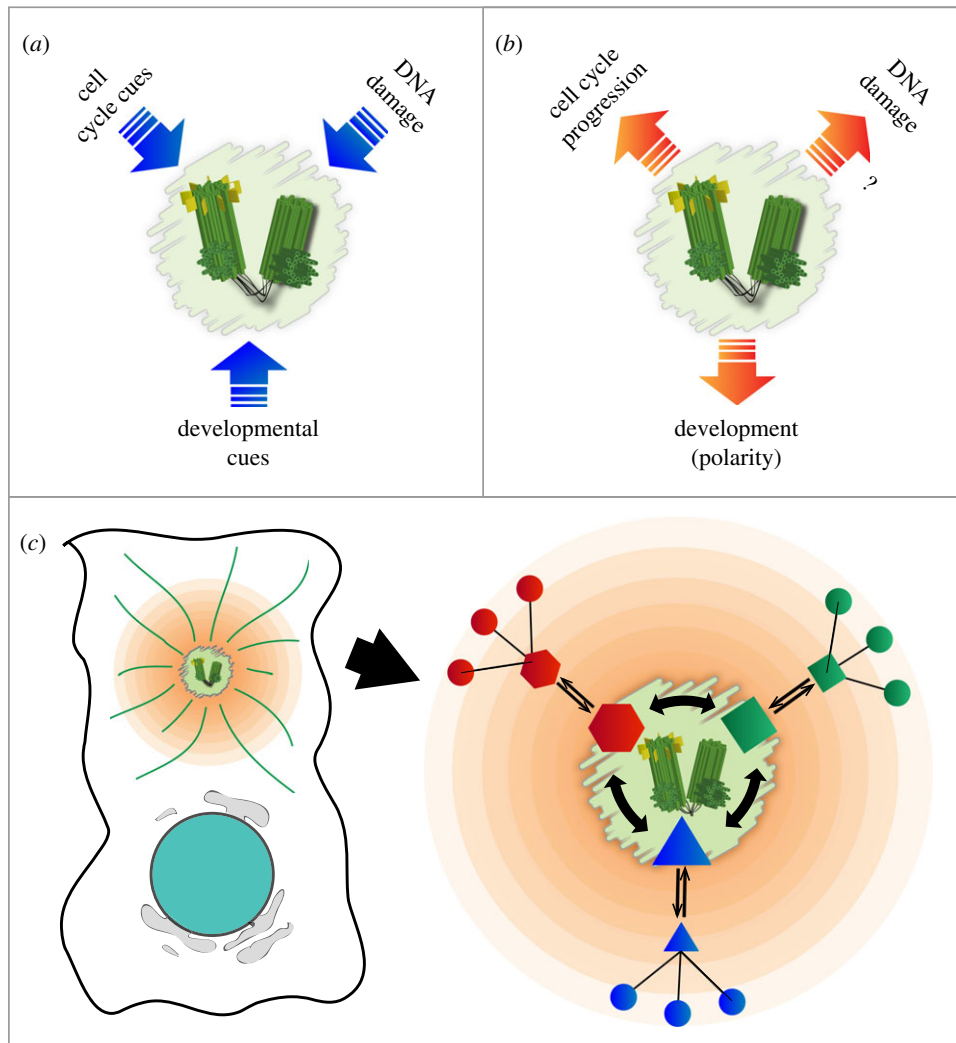 (a)
cell
cycle cues
DNA
damage
developmental
cues
(b)
cell cycle
progression
DNA
damage
?
development
(polarity)
(c)